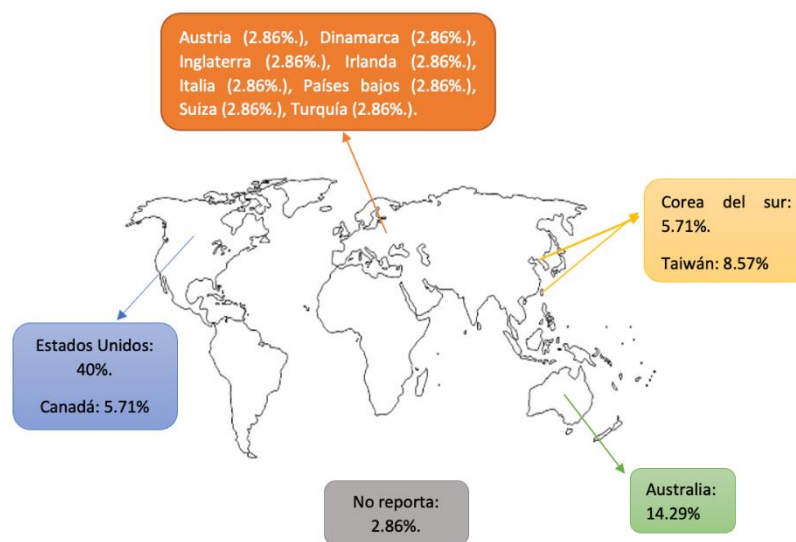 Austria (2.86%.), Dinamarca (2.86%.),
Inglaterra (2.86%.), Irlanda (2.86%.),
Italia (2.86%.), Países bajos (2.86%.),
Suiza (2.86%.), Turquía (2.86%.).
Corea del sur:
5.71%.
Taiwán: 8.57%
Estados Unidos:
40%.
Canadá: 5.71%
No reporta:
2.86%.
Australia:
14.29%